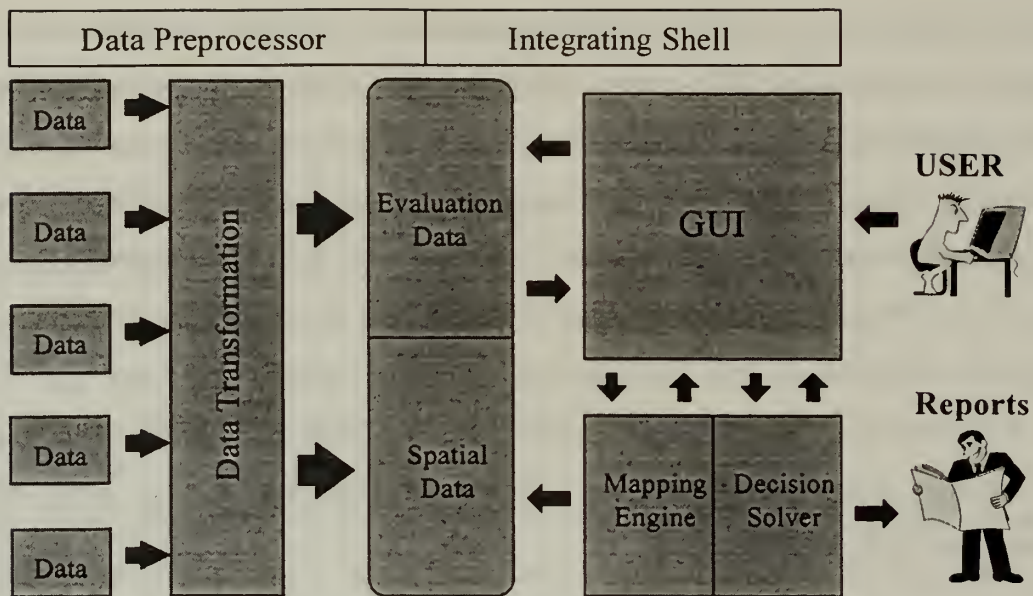 Data Preprocessor
Integrating Shell
Data
Data
Data
Data
Data
Data Transformation
Evaluation
Data
Spatial
Data
GUI
Mapping
Engine
Decision
Solver
USER
Reports